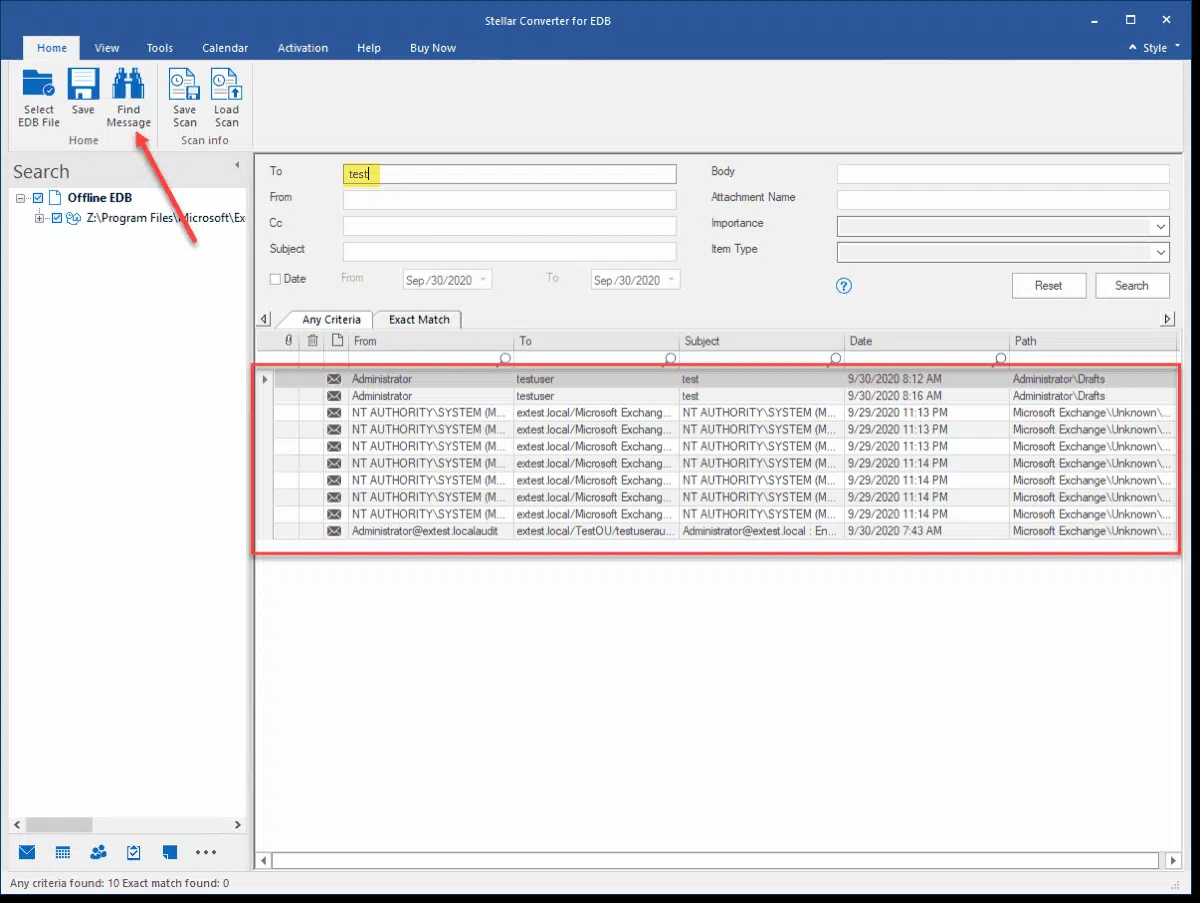 Stellar Converter for EDB
Home View Tools Calendar Activation Help Buy Now Style
Select EDB File
Save
Find Message
Save Scan
Load Scan
Home
Scan info
Search
Offline EDB
Z:\Program Files\Microsoft\Ex
To test
From
Cc
Subject
Date From Sep/30/2020 To Sep/30/2020
Body
Attachment Name
Importance
Item Type
? Reset Search
Any Criteria Exact Match
From To Subject Date Path
Administrator testuser test 9/30/2020 8:12 AM Administrator\Drafts
Administrator testuser test 9/30/2020 8:16 AM Administrator\Drafts
NT AUTHORITY\SYSTEM (M... extest.local/Microsoft Exchang... NT AUTHORITY\SYSTEM (M... 9/29/2020 11:13 PM Microsoft Exchange\Unknown\...
NT AUTHORITY\SYSTEM (M... extest.local/Microsoft Exchang... NT AUTHORITY\SYSTEM (M... 9/29/2020 11:13 PM Microsoft Exchange\Unknown\...
NT AUTHORITY\SYSTEM (M... extest.local/Microsoft Exchang... NT AUTHORITY\SYSTEM (M... 9/29/2020 11:13 PM Microsoft Exchange\Unknown\...
NT AUTHORITY\SYSTEM (M... extest.local/Microsoft Exchang... NT AUTHORITY\SYSTEM (M... 9/29/2020 11:14 PM Microsoft Exchange\Unknown\...
NT AUTHORITY\SYSTEM (M... extest.local/Microsoft Exchang... NT AUTHORITY\SYSTEM (M... 9/29/2020 11:14 PM Microsoft Exchange\Unknown\...
NT AUTHORITY\SYSTEM (M... extest.local/Microsoft Exchang... NT AUTHORITY\SYSTEM (M... 9/29/2020 11:14 PM Microsoft Exchange\Unknown\...
NT AUTHORITY\SYSTEM (M... extest.local/Microsoft Exchang... NT AUTHORITY\SYSTEM (M... 9/29/2020 11:14 PM Microsoft Exchange\Unknown\...
Administrator@extest.localaudit extest.local/TestOU/testuserau... Administrator@extest.local : En... 9/30/2020 7:43 AM Microsoft Exchange\Unknown\...
Any criteria found: 10 Exact match found: 0